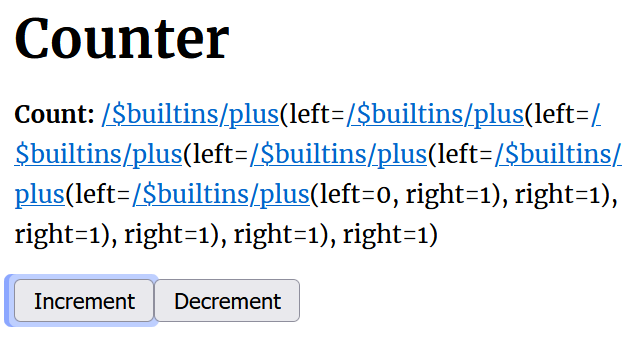 Counter
Count: /$builtins/plus(left=/$builtins/plus(left=/
$builtins/plus(left=/$builtins/plus(left=/$builtins/
plus(left=/$builtins/plus(left=0, right=1), right=1),
right=1), right=1), right=1), right=1)
Increment Decrement